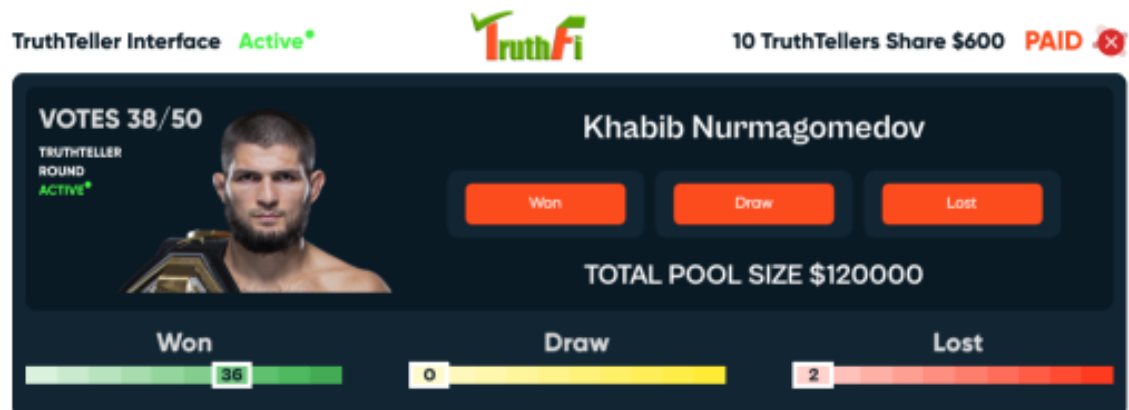 TruthTeller Interface Active
TruthFi
10 TruthTellers Share $600 PAID
VOTES 38/50
TRUTHTELLER
ROUND
ACTIVE
Khabib Nurmagomedov
Won Draw Lost
TOTAL POOL SIZE $120000
Won Draw Lost
36 0 2